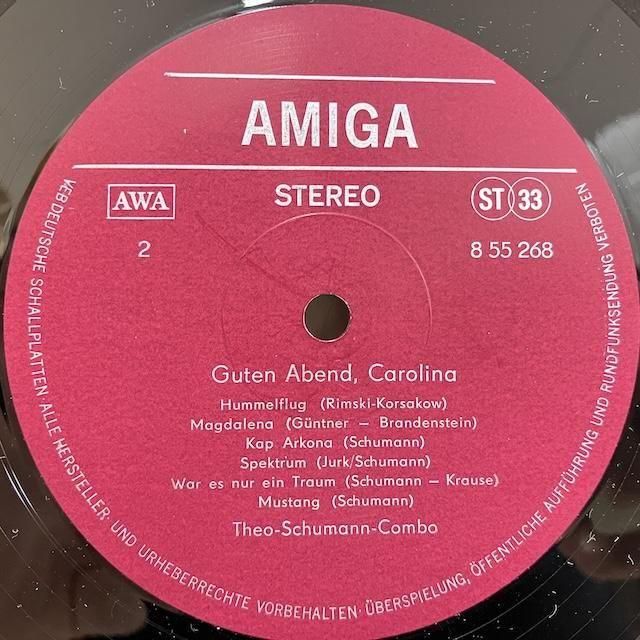 AMIGA
AWA
STEREO
ST 33
2
8 55 268
Guten Abend, Carolina
Hummelflug (Rimski-Korsakow)
Magdalena (Güntner – Brandenstein)
Kap Arkona (Schumann)
Spektrum (Jurk/Schumann)
War es nur ein Traum (Schumann – Krause)
Mustang (Schumann)
Theo-Schumann-Combo
VEB DEUTSCHE SCHALLPLATTEN · ALLE HERSTELLER- UND URHEBERRECHTE VORBEHALTEN · ÜBERSPIELUNG, ÖFFENTLICHE AUFFÜHRUNG UND RUNDFUNKSENDUNG VERBOTEN